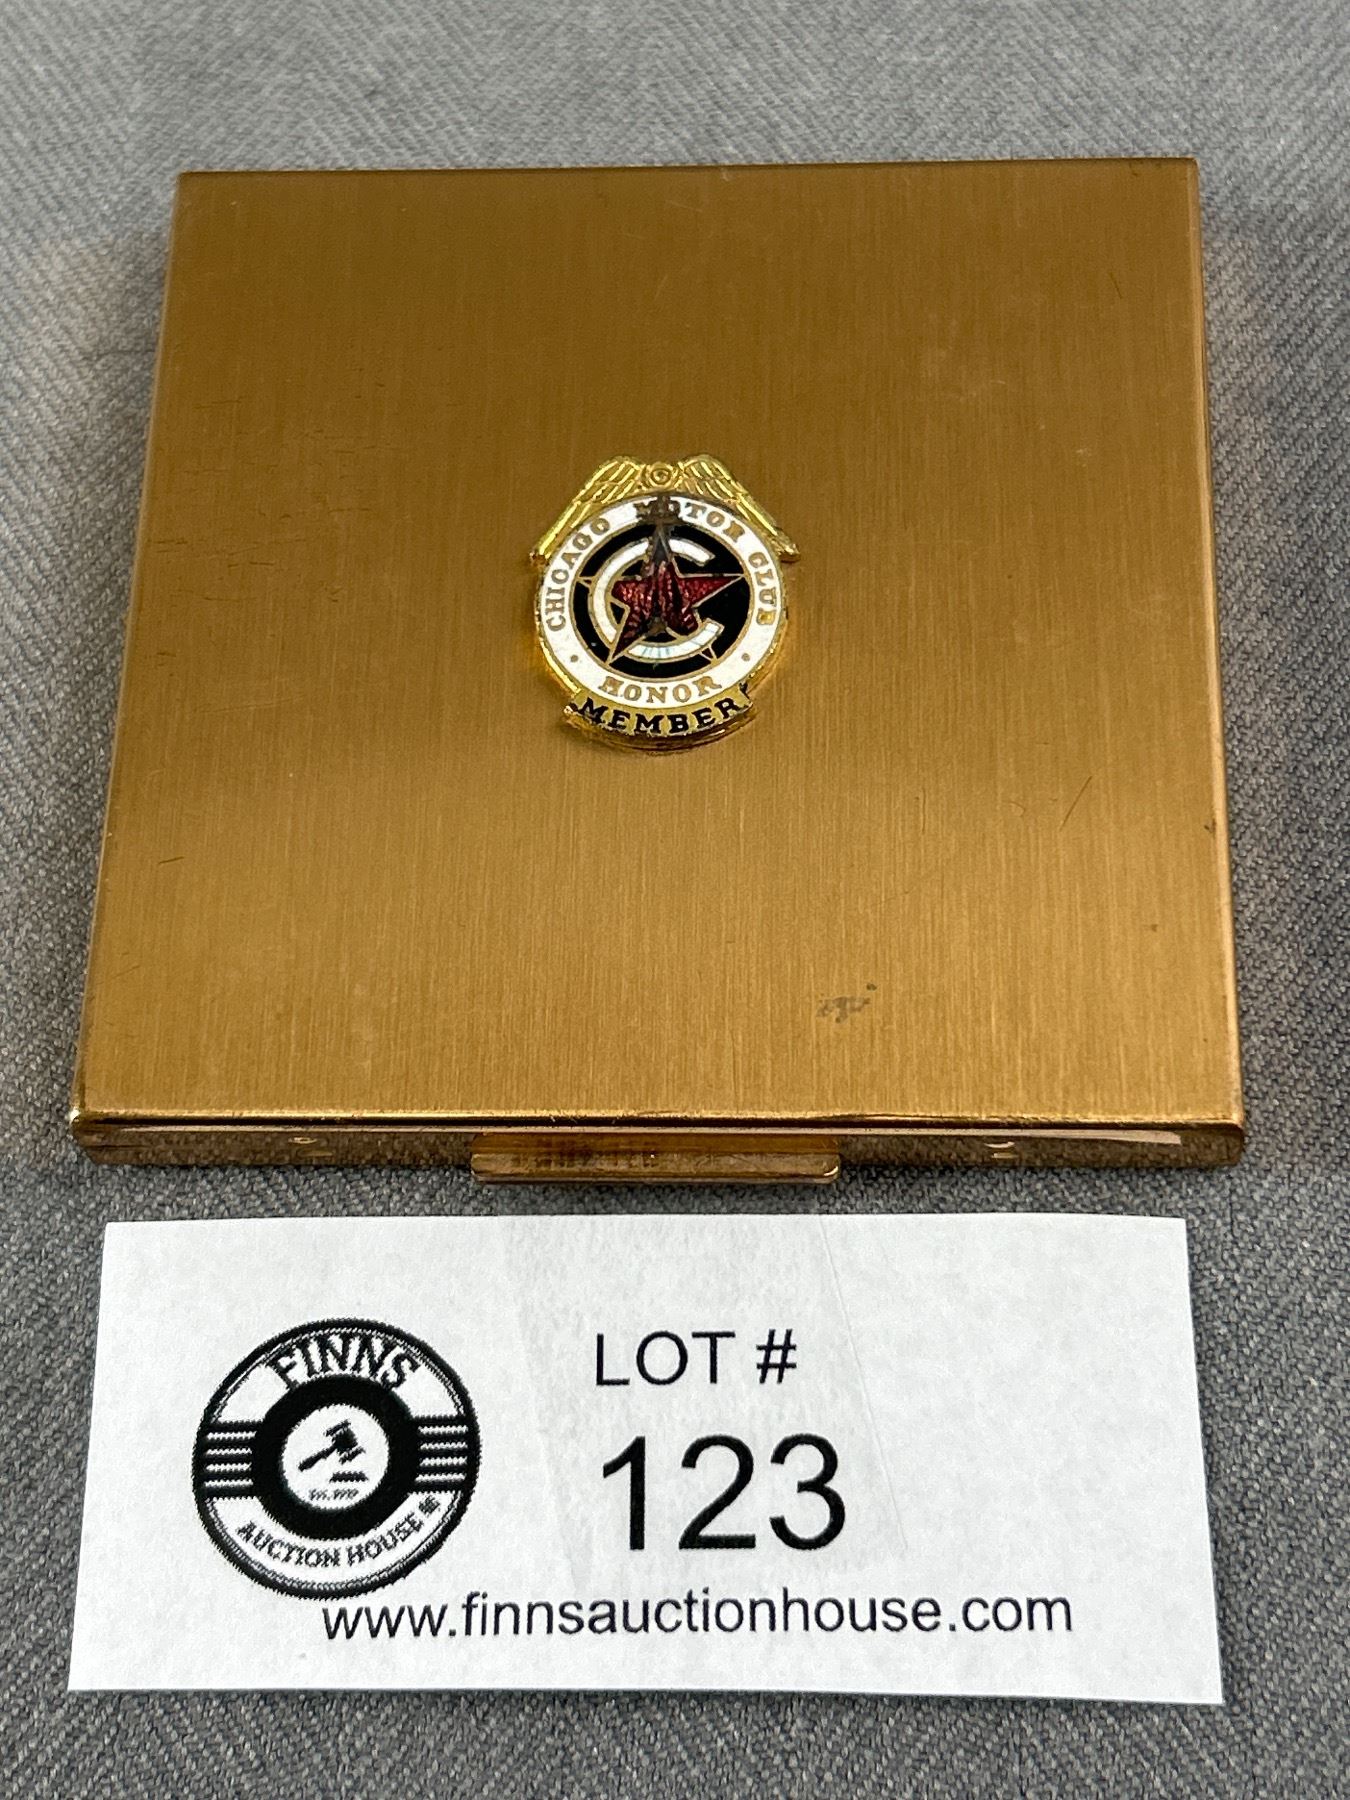 CHICAGO MOTOR CLUB
HONOR
MEMBER
FINNS
AUCTION HOUSE
LOT #
123
www.finnsauctionhouse.com